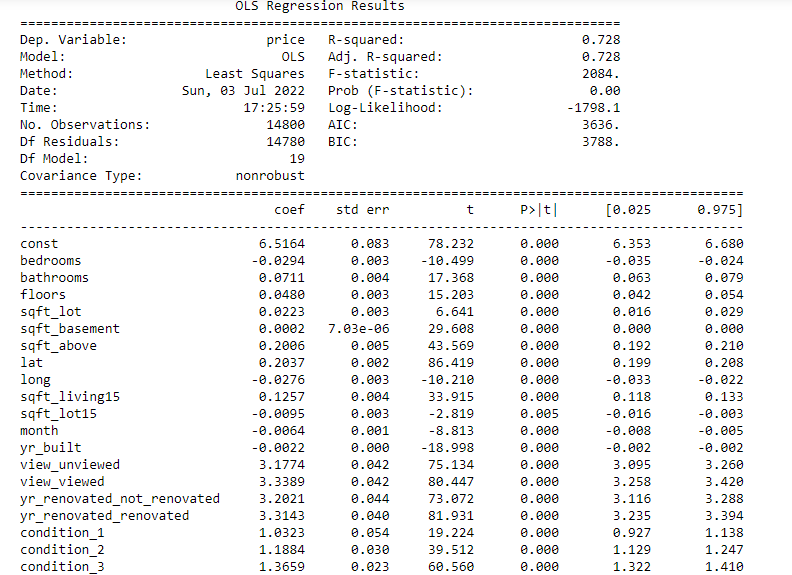 OLS Regression Results
==============================================================================
Dep. Variable:                  price   R-squared:                       0.728
Model:                            OLS   Adj. R-squared:                  0.728
Method:                 Least Squares   F-statistic:                     2084.
Date:                Sun, 03 Jul 2022   Prob (F-statistic):               0.00
Time:                        17:25:59   Log-Likelihood:                -1798.1
No. Observations:               14800   AIC:                             3636.
Df Residuals:                   14780   BIC:                             3788.
Df Model:                          19
Covariance Type:            nonrobust
==============================================================================
coef    std err          t      P>|t|      [0.025      0.975]
------------------------------------------------------------------------------
const 6.5164 0.083 78.232 0.000 6.353 6.680
bedrooms -0.0294 0.003 -10.499 0.000 -0.035 -0.024
bathrooms 0.0711 0.004 17.368 0.000 0.063 0.079
floors 0.0480 0.003 15.203 0.000 0.042 0.054
sqft_lot 0.0223 0.003 6.641 0.000 0.016 0.029
sqft_basement 0.0002 7.03e-06 29.608 0.000 0.000 0.000
sqft_above 0.2006 0.005 43.569 0.000 0.192 0.210
lat 0.2037 0.002 86.419 0.000 0.199 0.208
long -0.0276 0.003 -10.210 0.000 -0.033 -0.022
sqft_living15 0.1257 0.004 33.915 0.000 0.118 0.133
sqft_lot15 -0.0095 0.003 -2.819 0.005 -0.016 -0.003
month -0.0064 0.001 -8.813 0.000 -0.008 -0.005
yr_built -0.0022 0.000 -18.998 0.000 -0.002 -0.002
view_unviewed 3.1774 0.042 75.134 0.000 3.095 3.260
view_viewed 3.3389 0.042 80.447 0.000 3.258 3.420
yr_renovated_not_renovated 3.2021 0.044 73.072 0.000 3.116 3.288
yr_renovated_renovated 3.3143 0.040 81.931 0.000 3.235 3.394
condition_1 1.0323 0.054 19.224 0.000 0.927 1.138
condition_2 1.1884 0.030 39.512 0.000 1.129 1.247
condition_3 1.3659 0.023 60.560 0.000 1.322 1.410